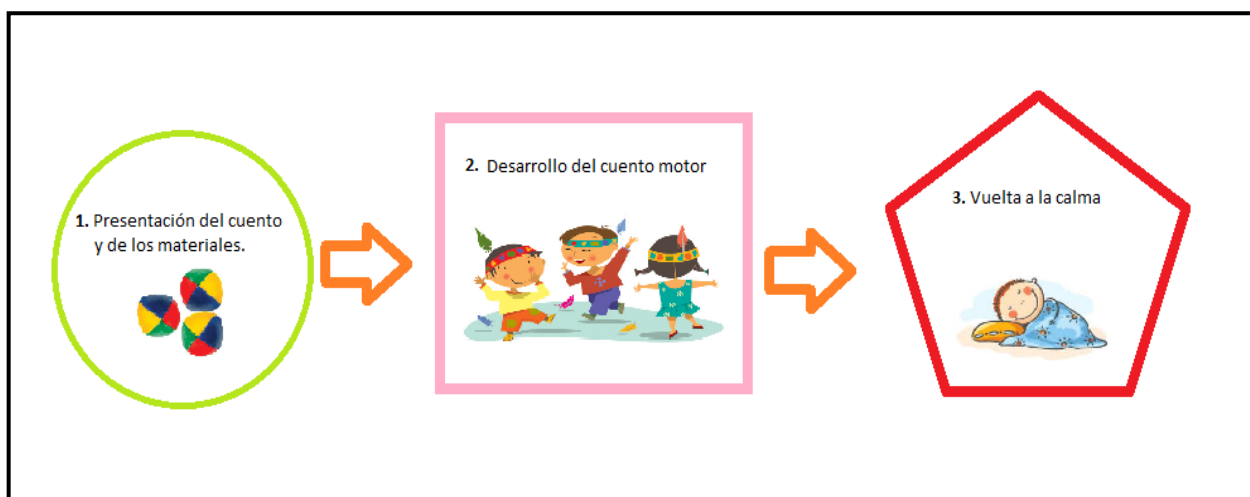 1. Presentación del cuento
y de los materiales.
2. Desarrollo del cuento motor
3. Vuelta a la calma